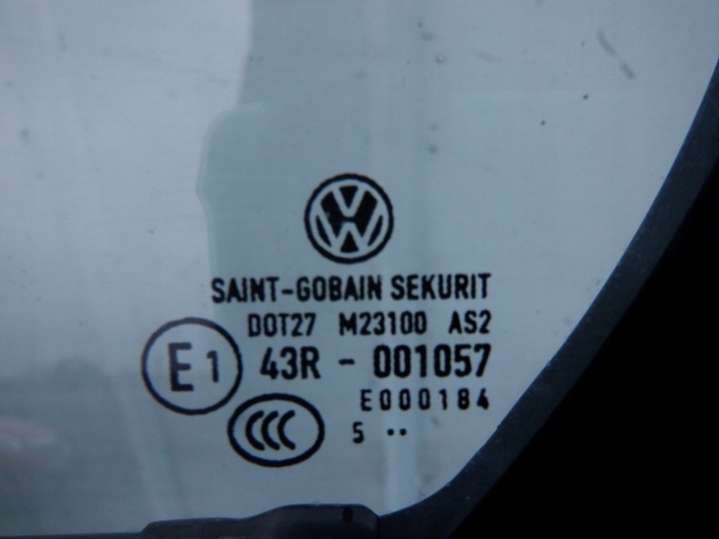 SAINT-GOBAIN SEKURIT
DOT27 M23100 AS2
E1 43R - 001057
E000184
CCC 5 ..